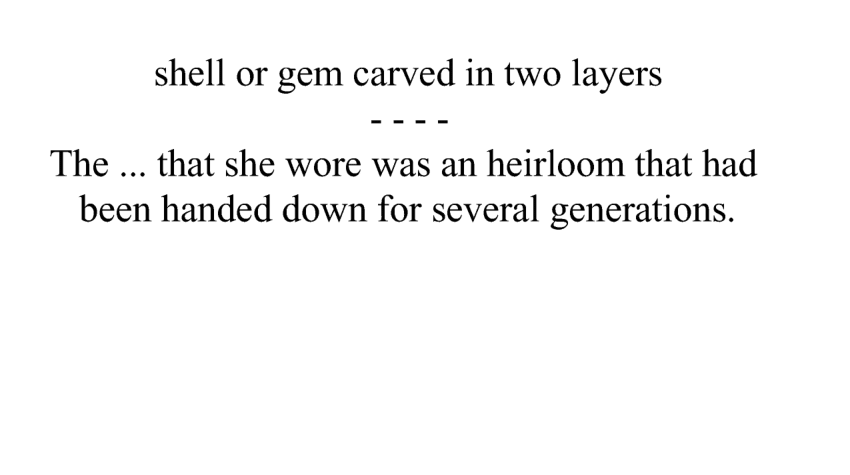 shell or gem carved in two layers
- - - -
The ... that she wore was an heirloom that had
been handed down for several generations.